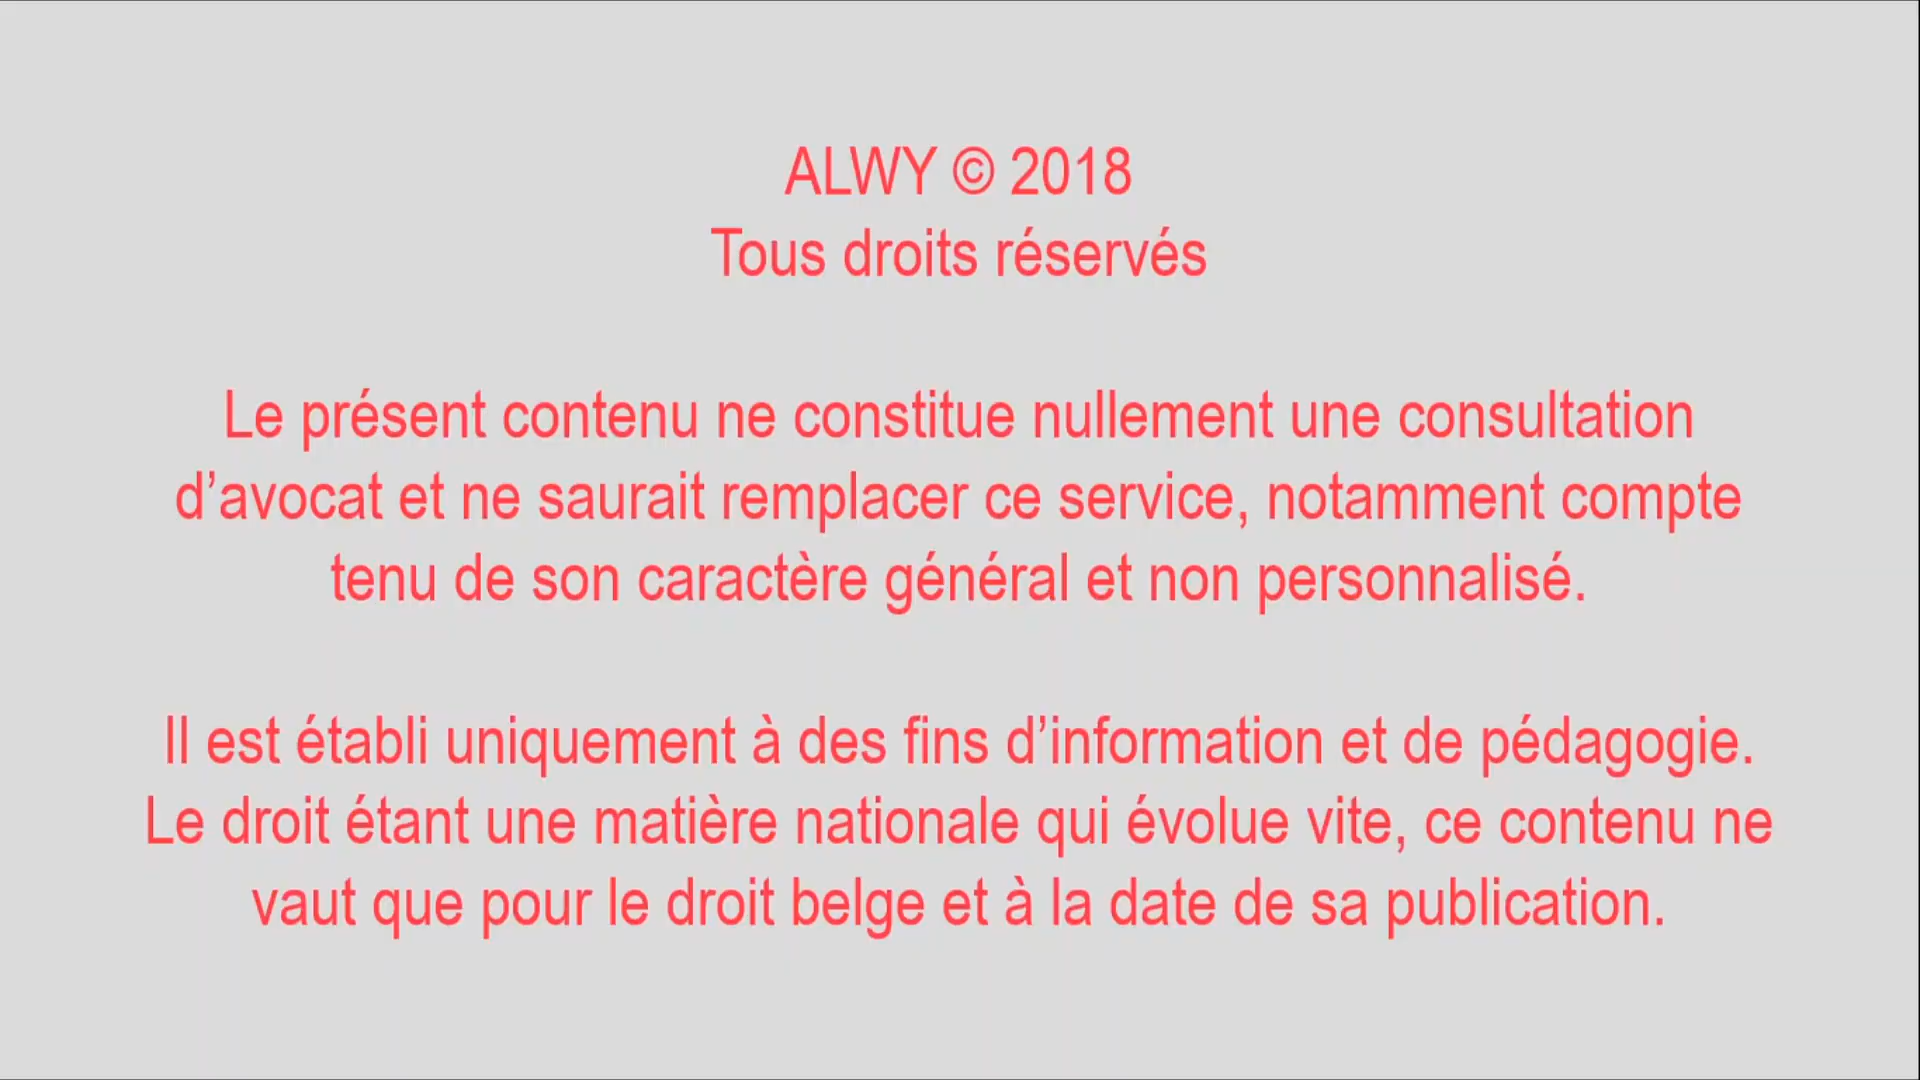 ALWY © 2018
Tous droits réservés
Le présent contenu ne constitue nullement une consultation
d’avocat et ne saurait remplacer ce service, notamment compte
tenu de son caractère général et non personnalisé.
Il est établi uniquement à des fins d’information et de pédagogie.
Le droit étant une matière nationale qui évolue vite, ce contenu ne
vaut que pour le droit belge et à la date de sa publication.